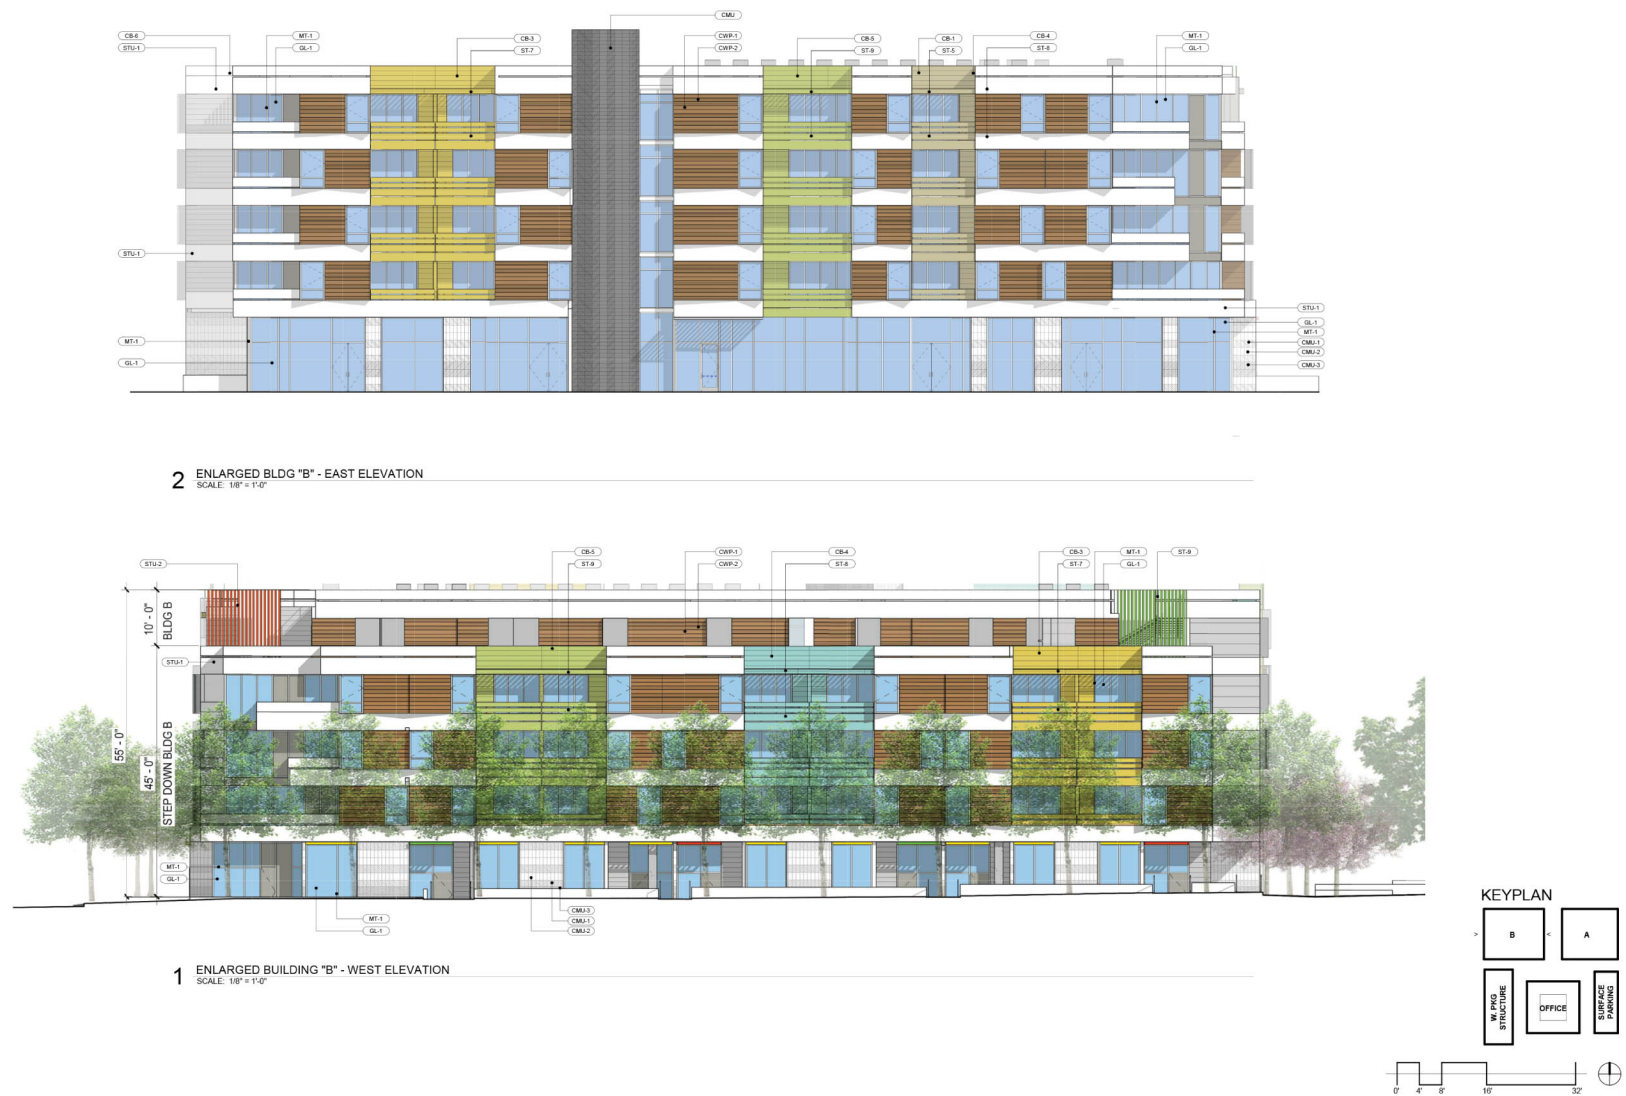 CMU
CB-6
MT-1
CB-3
CWP-1
CB-5
CB-1
CB-4
MT-1
STU-1
GL-1
ST-7
CWP-2
ST-9
ST-5
ST-8
GL-1
STU-1
STU-1
GL-1
MT-1
MT-1
CMU-1
CMU-2
GL-1
CMU-3
2 ENLARGED BLDG "B" - EAST ELEVATION
SCALE: 1/8" = 1'-0"
CB-5
CWP-1
CB-4
CB-3
MT-1
ST-9
STU-2
ST-9
CWP-2
ST-8
ST-7
GL-1
10' - 0"
BLDG B
STU-1
55' - 0"
45' - 0"
STEP DOWN BLDG B
MT-1
GL-1
CMU-3
MT-1
CMU-1
GL-1
CMU-2
1 ENLARGED BUILDING "B" - WEST ELEVATION
SCALE: 1/8" = 1'-0"
KEYPLAN
> B < A
W. PKG
STRUCTURE
OFFICE
SURFACE
PARKING
0' 4' 8' 16' 32'